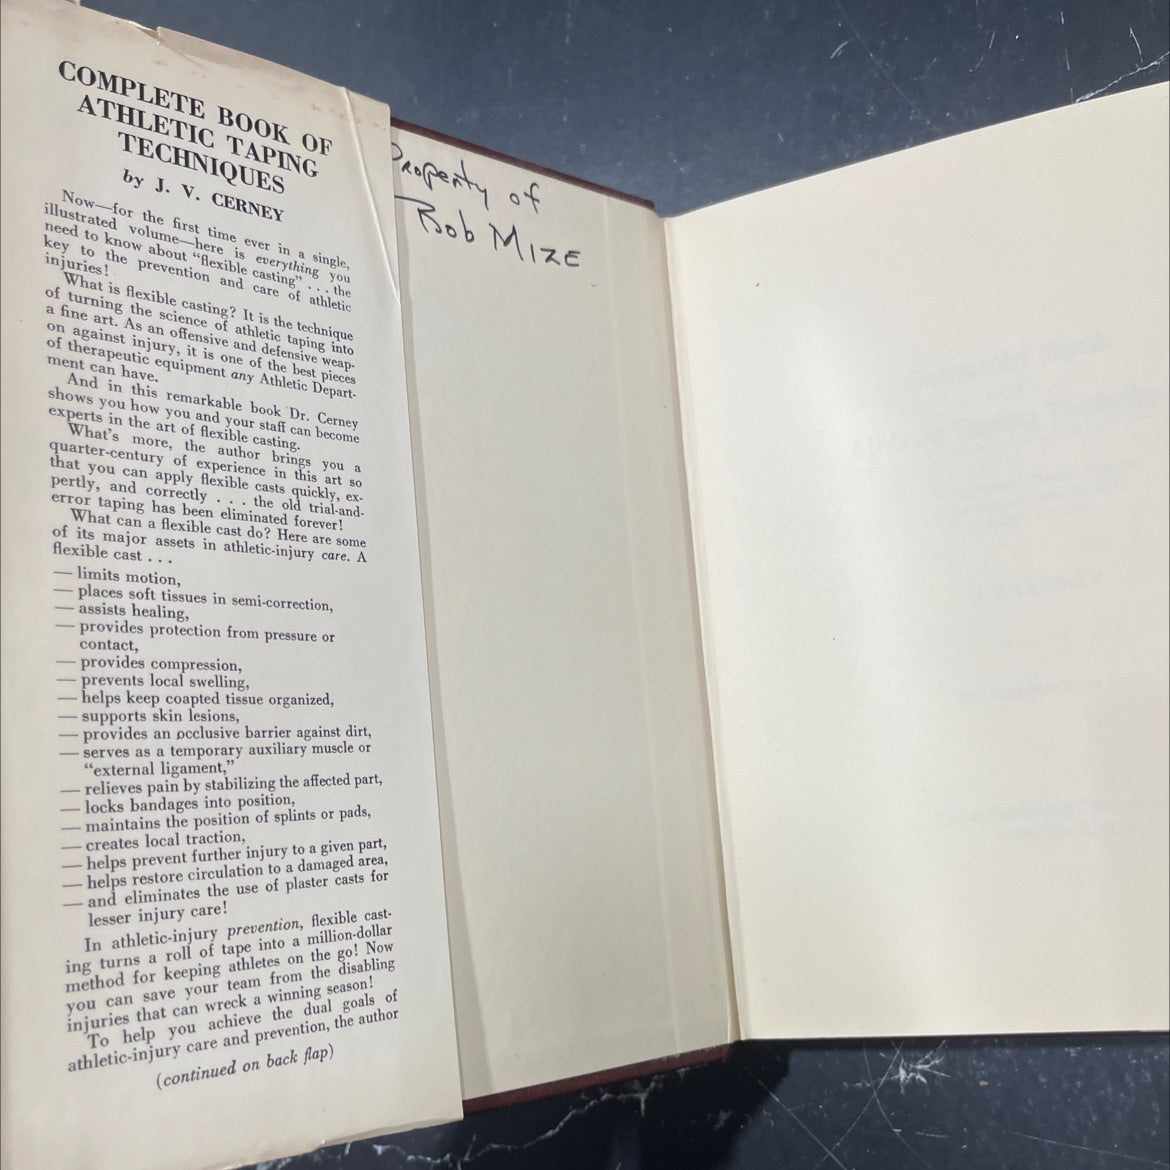 COMPLETE BOOK OF
ATHLETIC TAPING
TECHNIQUES
by J. V. CERNEY
Now—for the first time ever in a single,
illustrated volume—here is everything you
need to know about "flexible casting" . . . the
key to the prevention and care of athletic
injuries!
What is flexible casting? It is the technique
of turning the science of athletic taping into
a fine art. As an offensive and defensive weap-
on against injury, it is one of the best pieces
of therapeutic equipment any Athletic Depart-
ment can have.
And in this remarkable book Dr. Cerney
shows you how you and your staff can become
experts in the art of flexible casting.
What's more, the author brings you a
quarter-century of experience in this art so
that you can apply flexible casts quickly, ex-
pertly, and correctly . . . the old trial-and-
error taping has been eliminated forever!
What can a flexible cast do? Here are some
of its major assets in athletic-injury care. A
flexible cast . . .
— limits motion,
— places soft tissues in semi-correction,
— assists healing,
— provides protection from pressure or
contact,
— provides compression,
— prevents local swelling,
— helps keep coapted tissue organized,
— supports skin lesions,
— provides an occlusive barrier against dirt,
— serves as a temporary auxiliary muscle or
"external ligament,"
— relieves pain by stabilizing the affected part,
— locks bandages into position,
— maintains the position of splints or pads,
— creates local traction,
— helps prevent further injury to a given part,
— helps restore circulation to a damaged area,
— and eliminates the use of plaster casts for
lesser injury care!
In athletic-injury prevention, flexible cast-
ing turns a roll of tape into a million-dollar
method for keeping athletes on the go! Now
you can save your team from the disabling
injuries that can wreck a winning season!
To help you achieve the dual goals of
athletic-injury care and prevention, the author
(continued on back flap)
Property of
Bob MIZE